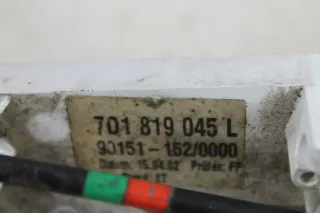 701 819 045 L
90151-152/0000
Datum: 15.04.02 Prüfer: FP